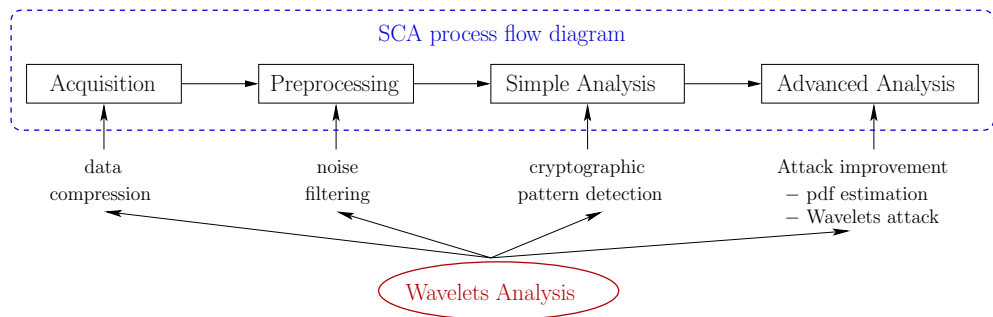 SCA process flow diagram
Acquisition
Preprocessing
Simple Analysis
Advanced Analysis
data
compression
noise
filtering
cryptographic
pattern detection
Attack improvement
− pdf estimation
− Wavelets attack
Wavelets Analysis